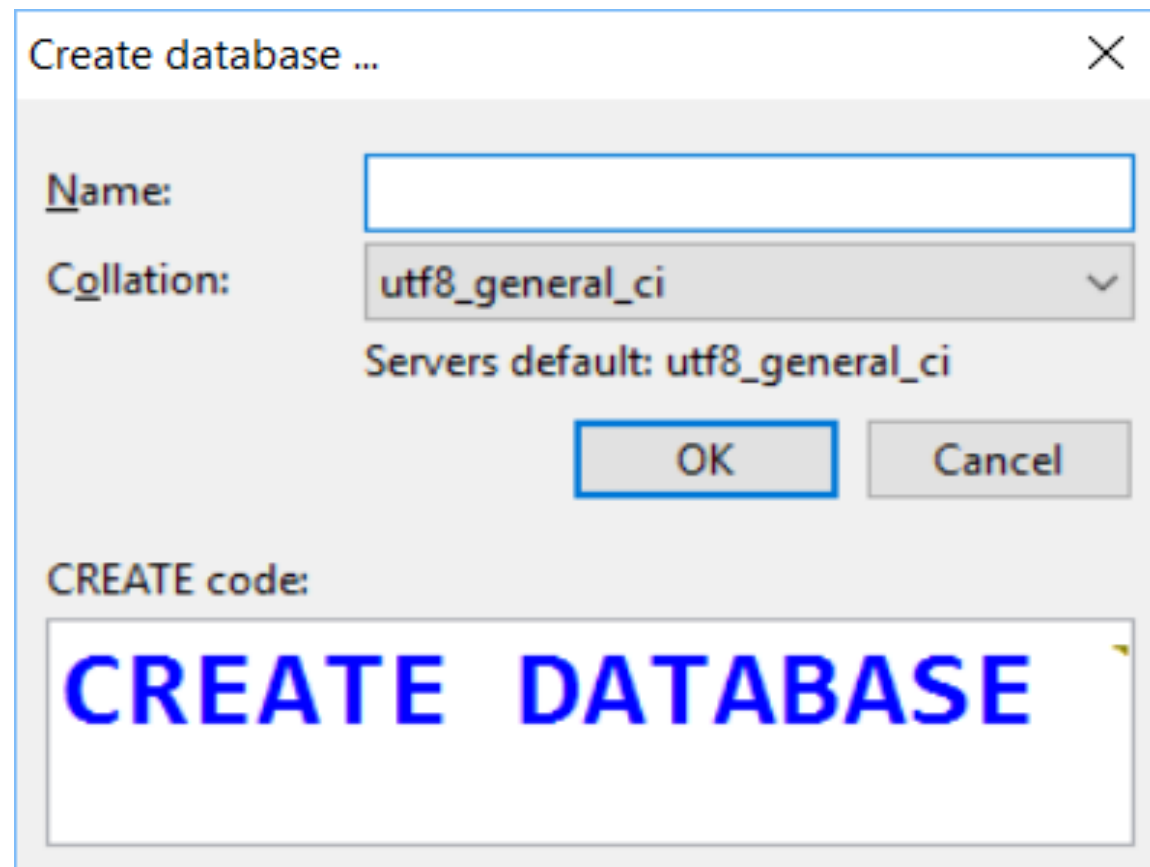 Create database ...
Name:
Collation: utf8_general_ci
Servers default: utf8_general_ci
OK Cancel
CREATE code:
CREATE DATABASE